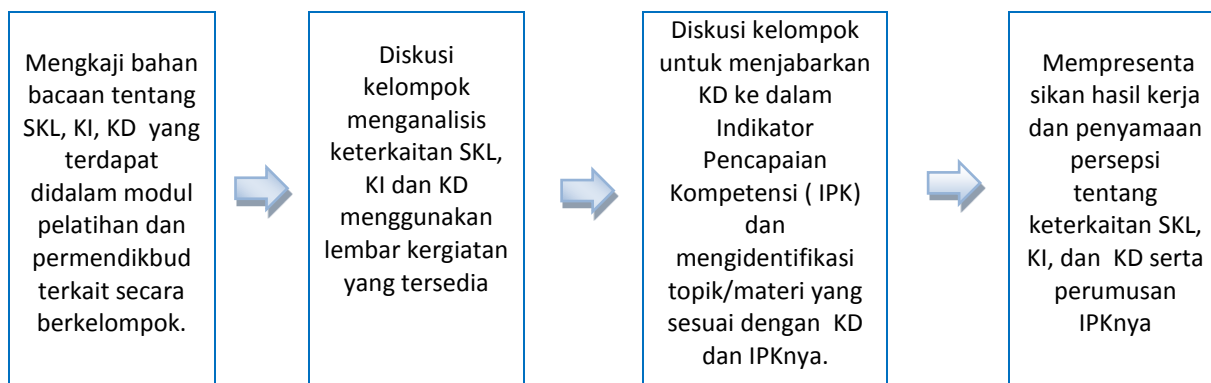 Mengkaji bahan
bacaan tentang
SKL, KI, KD yang
terdapat
didalam modul
pelatihan dan
permendikbud
terkait secara
berkelompok.
Diskusi
kelompok
menganalisis
keterkaitan SKL,
KI dan KD
menggunakan
lembar kergiatan
yang tersedia
Diskusi kelompok
untuk menjabarkan
KD ke dalam
Indikator
Pencapaian
Kompetensi ( IPK)
dan
mengidentifikasi
topik/materi yang
sesuai dengan KD
dan IPKnya.
Mempresenta
sikan hasil kerja
dan penyamaan
persepsi
tentang
keterkaitan SKL,
KI, dan KD serta
perumusan
IPKnya